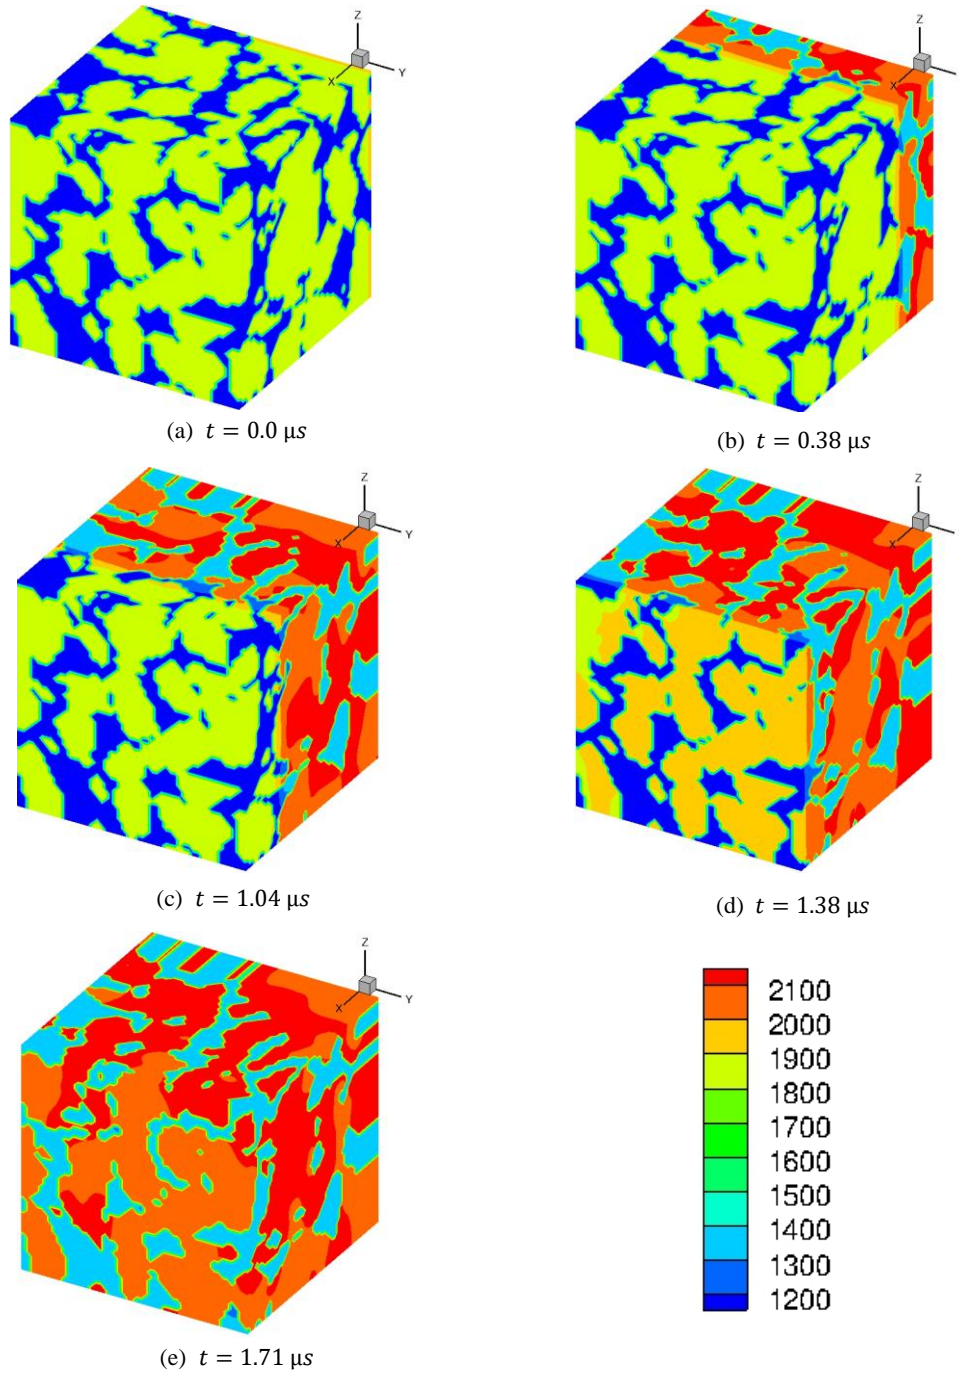 Z
X
Y
(a) t = 0.0 μs
Z
X
(b) t = 0.38 μs
Z
X
Y
(c) t = 1.04 μs
Z
X
(d) t = 1.38 μs
Z
X
Y
(e) t = 1.71 μs
2100
2000
1900
1800
1700
1600
1500
1400
1300
1200